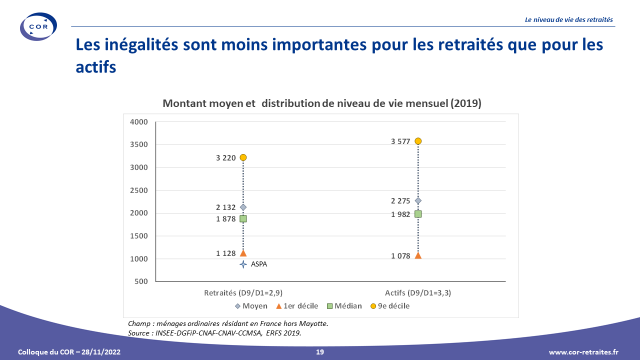 COR
Le niveau de vie des retraités
Les inégalités sont moins importantes pour les retraités que pour les
actifs
Montant moyen et distribution de niveau de vie mensuel (2019)
4000
3500
3000
2500
2000
1500
1000
500
3 220
2 132
1 878
1 128
ASPA
3 577
2 275
1 982
1 078
Retraités (D9/D1=2,9)
Actifs (D9/D1=3,3)
Moyen
1er décile
Médian
9e décile
Champ : ménages ordinaires résidant en France hors Mayotte.
Source : INSEE-DGFIP-CNAF-CNAV-CCMSA, ERFS 2019.
Colloque du COR – 28/11/2022
19
www.cor-retraites.fr